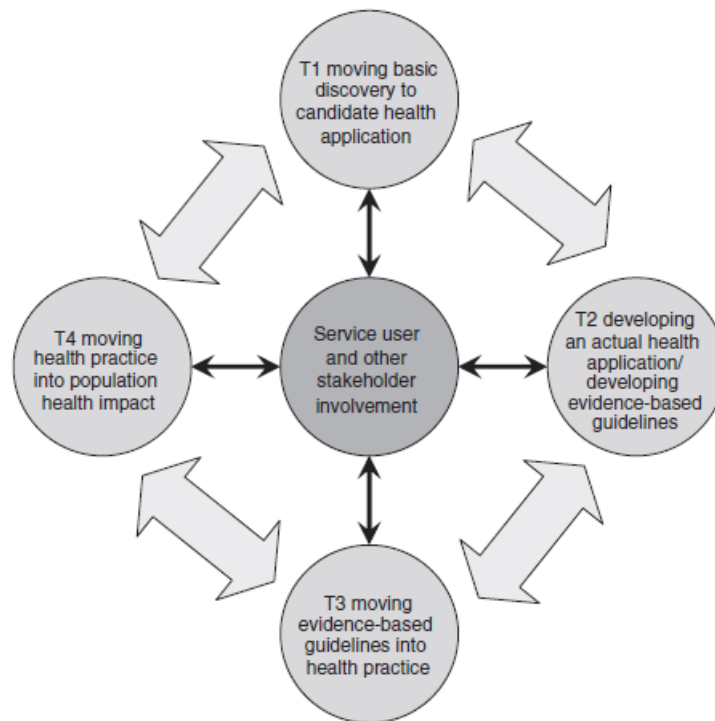 T1 moving basic
discovery to
candidate health
application
T4 moving
health practice
into population
health impact
Service user
and other
stakeholder
involvement
T2 developing
an actual health
application/
developing
evidence-based
guidelines
T3 moving
evidence-based
guidelines into
health practice